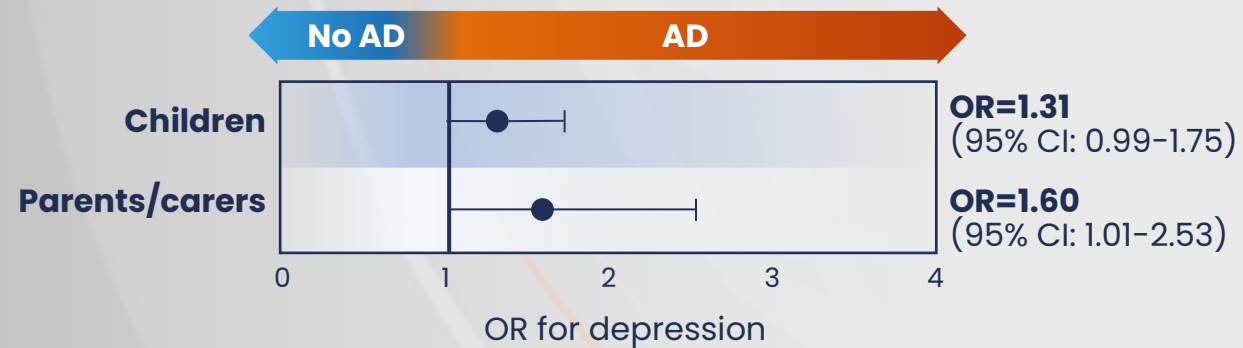 No AD
AD
Children
OR=1.31
(95% CI: 0.99–1.75)
Parents/carers
OR=1.60
(95% CI: 1.01–2.53)
0 1 2 3 4
OR for depression